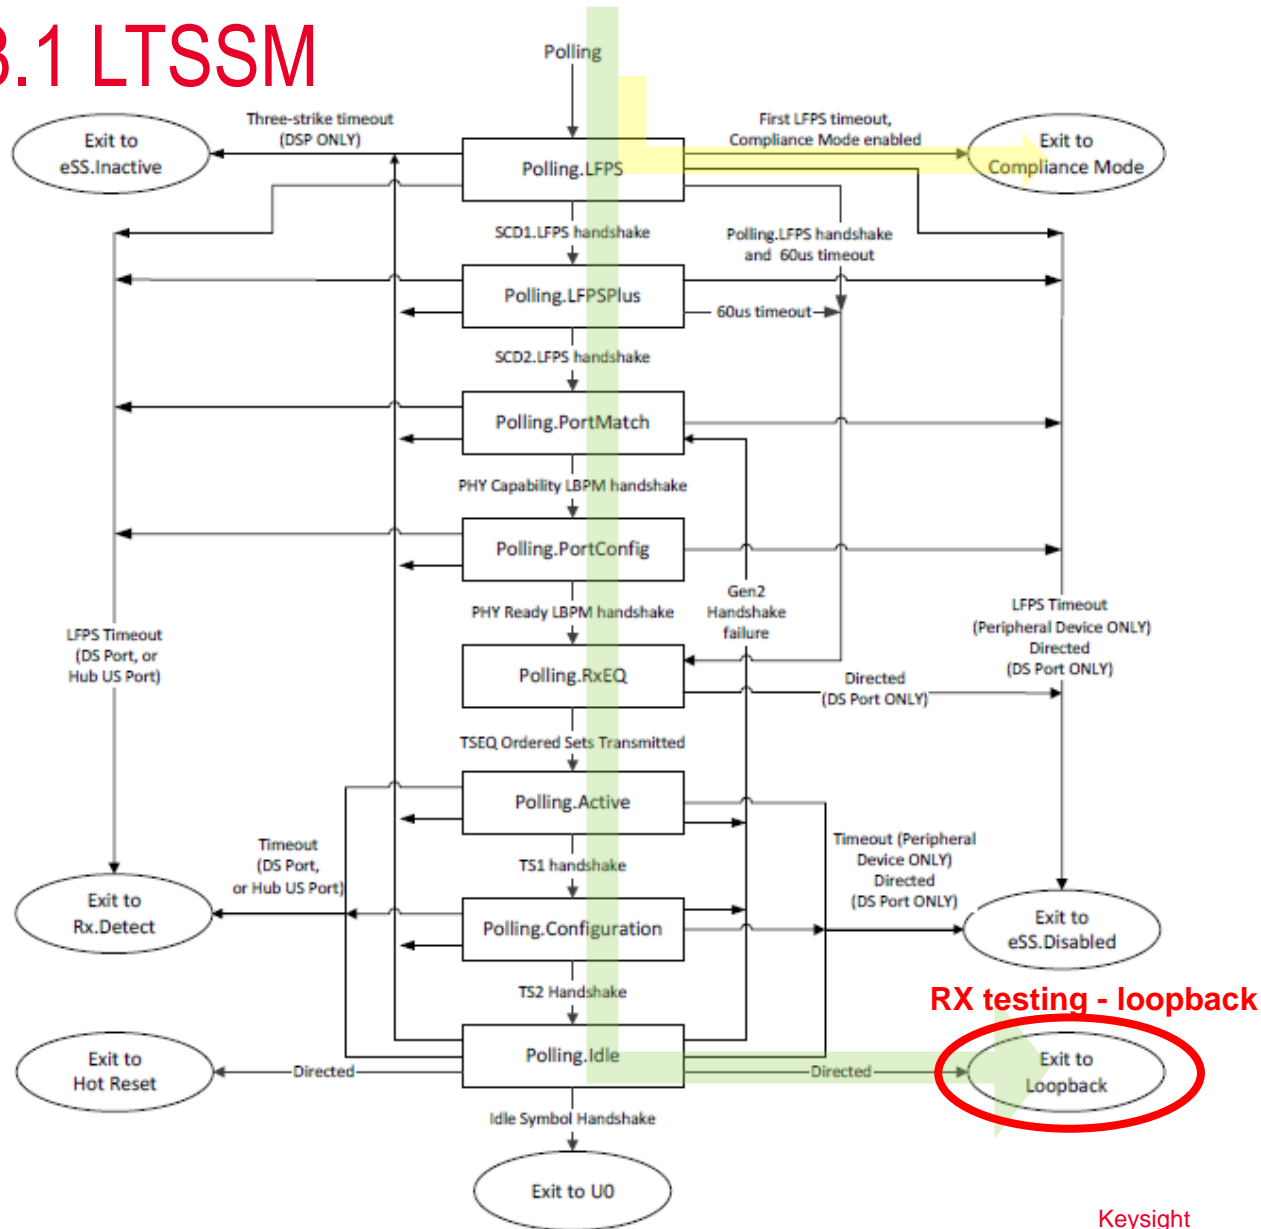 3.1 LTSSM
Polling
Three-strike timeout
(DSP ONLY)
First LFPS timeout,
Compliance Mode enabled
Exit to
eSS.Inactive
Polling.LFPS
Exit to
Compliance Mode
SCD1.LFPS handshake
Polling.LFPS handshake
and 60us timeout
Polling.LFPSPlus
60us timeout
SCD2.LFPS handshake
Polling.PortMatch
PHY Capability LBPM handshake
Polling.PortConfig
PHY Ready LBPM handshake
Gen2
Handshake
failure
LFPS Timeout
(DS Port, or
Hub US Port)
LFPS Timeout
(Peripheral Device ONLY)
Directed
(DS Port ONLY)
Polling.RxEQ
Directed
(DS Port ONLY)
TSEQ Ordered Sets Transmitted
Polling.Active
Timeout
(DS Port,
or Hub US Port)
TS1 handshake
Timeout (Peripheral
Device ONLY)
Directed
(DS Port ONLY)
Exit to
Rx.Detect
Polling.Configuration
Exit to
eSS.Disabled
TS2 Handshake
RX testing - loopback
Exit to
Hot Reset
Directed
Polling.Idle
Directed
Exit to
Loopback
Idle Symbol Handshake
Exit to U0
Keysight